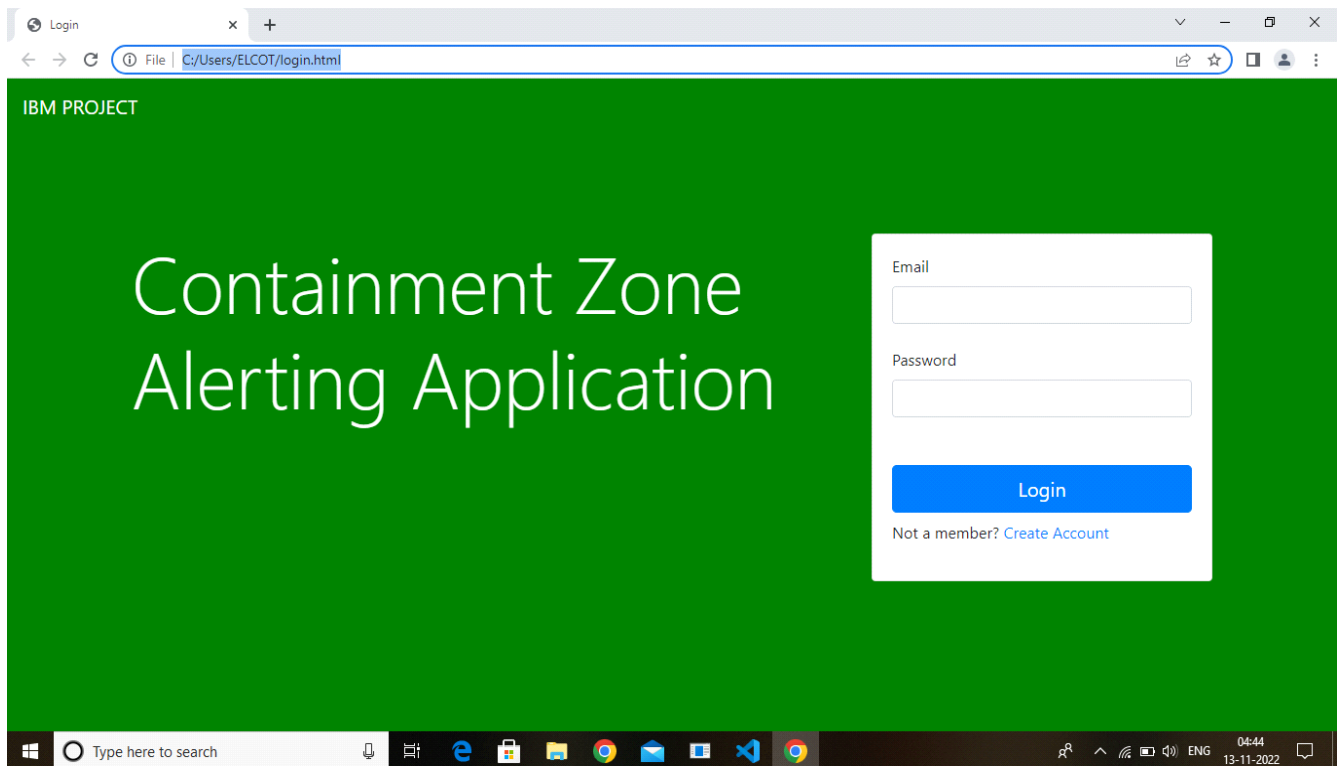 Login
File
C:/Users/ELCOT/login.html
IBM PROJECT
Containment Zone
Alerting Application
Email
Password
Login
Not a member? Create Account
Type here to search
ENG
04:44
13-11-2022